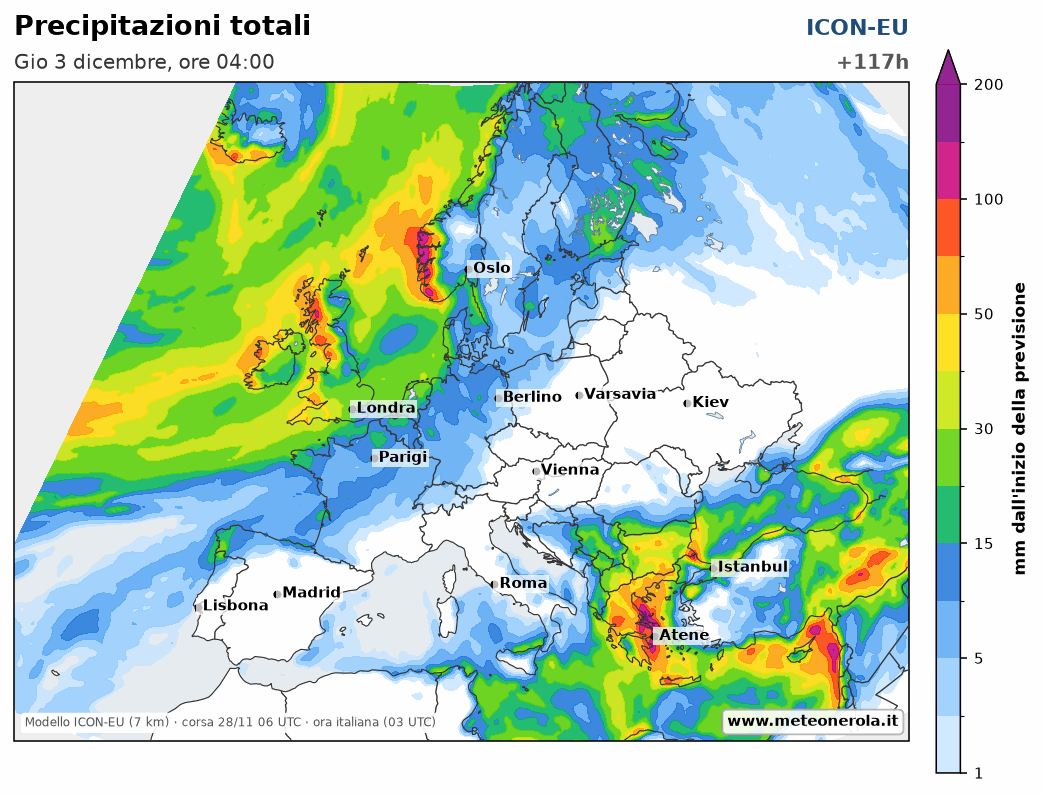 Precipitazioni totali
ICON-EU
Gio 3 dicembre, ore 04:00
+117h
200
100
50
30
15
5
1
mm dall'inizio della previsione
Oslo
Berlino
Varsavia
Kiev
Londra
Parigi
Vienna
Istanbul
Roma
Madrid
Lisbona
Atene
Modello ICON-EU (7 km) · corsa 28/11 06 UTC · ora italiana (03 UTC)
www.meteonerola.it